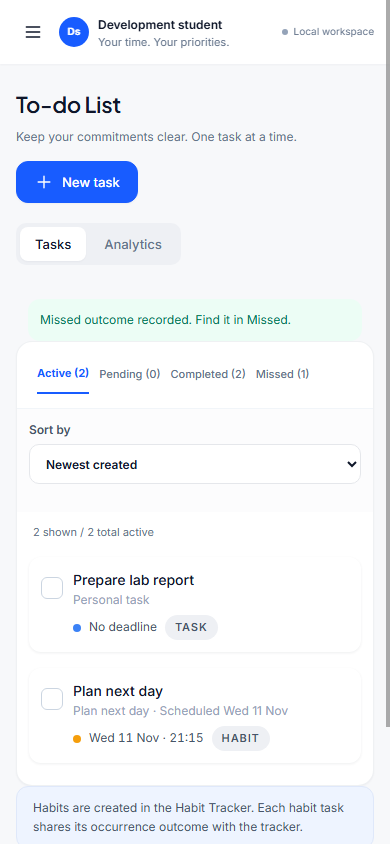 Ds
Development student
Your time. Your priorities.
Local workspace
To-do List
Keep your commitments clear. One task at a time.
New task
Tasks
Analytics
Missed outcome recorded. Find it in Missed.
Active (2)
Pending (0)
Completed (2)
Missed (1)
Sort by
Newest created
2 shown / 2 total active
Prepare lab report
Personal task
No deadline
TASK
Plan next day
Plan next day · Scheduled Wed 11 Nov
Wed 11 Nov · 21:15
HABIT
Habits are created in the Habit Tracker. Each habit task
shares its occurrence outcome with the tracker.